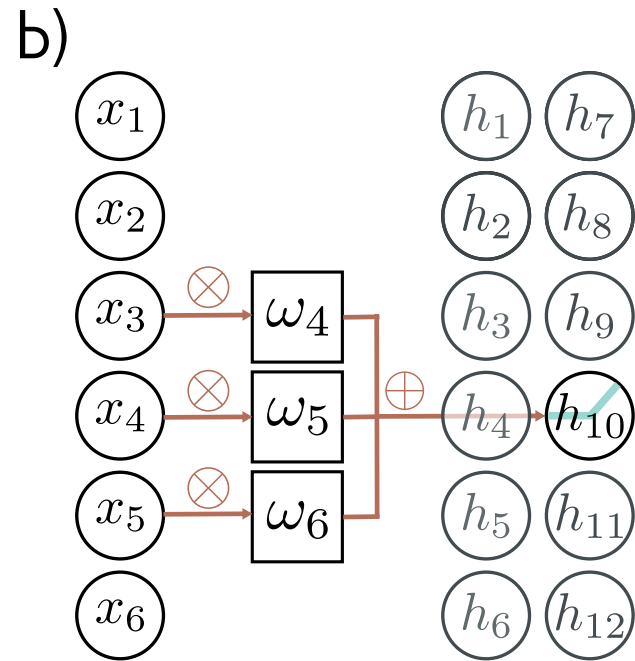 b)
x₁ h₁ h₇
x₂ h₂ h₈
x₃ ω₄ h₃ h₉
x₄ ω₅ h₄ h₁₀
x₅ ω₆ h₅ h₁₁
x₆ h₆ h₁₂